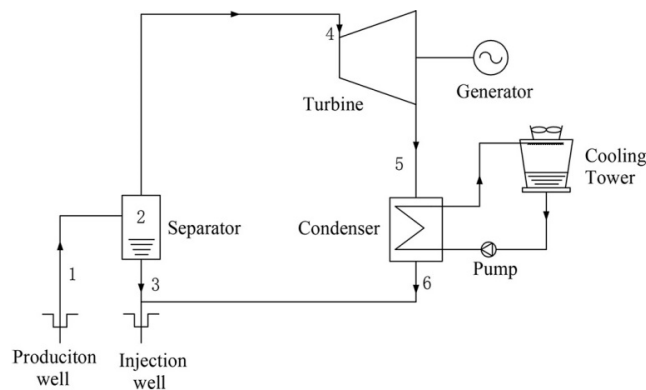 4
Turbine
Generator
5
Cooling
Tower
2
Separator
Condenser
Pump
1
3
6
Produciton
well
Injection
well